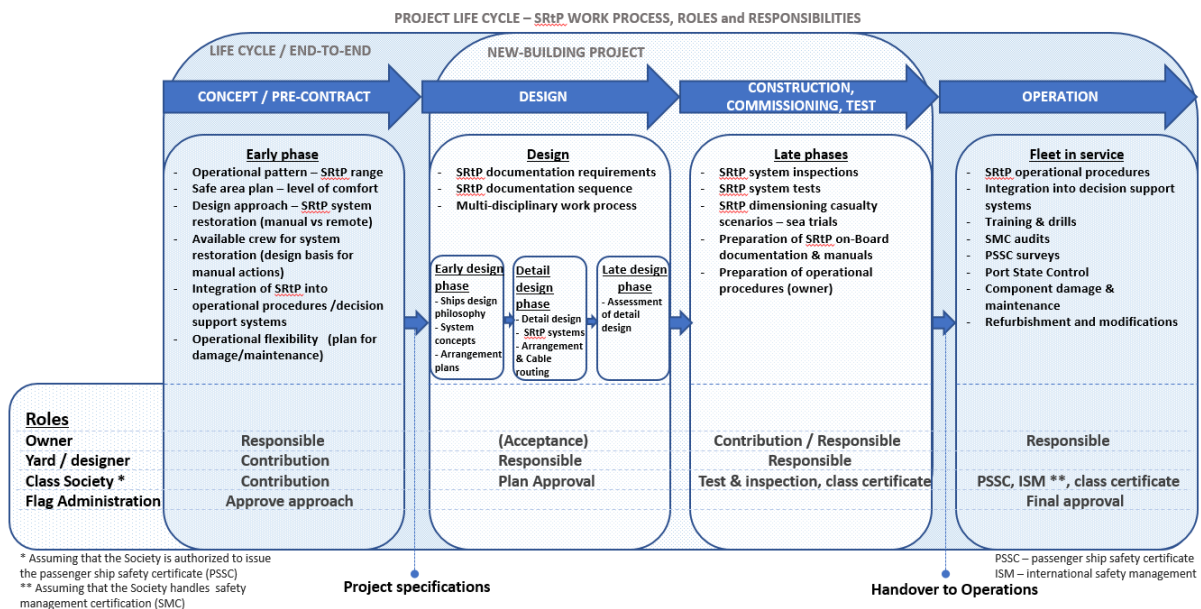 PROJECT LIFE CYCLE – SRtP WORK PROCESS, ROLES and RESPONSIBILITIES
LIFE CYCLE / END-TO-END
NEW-BUILDING PROJECT
CONCEPT / PRE-CONTRACT
DESIGN
CONSTRUCTION,
COMMISSIONING, TEST
OPERATION
Early phase
- Operational pattern – SRtP range
- Safe area plan – level of comfort
- Design approach – SRtP system
restoration (manual vs remote)
- Available crew for system
restoration (design basis for
manual actions)
- Integration of SRtP into
operational procedures /decision
support systems
- Operational flexibility (plan for
damage/maintenance)
Design
- SRtP documentation requirements
- SRtP documentation sequence
- Multi-disciplinary work process
Early design
phase
- Ships design
philosophy
- System
concepts
- Arrangement
plans
Detail
design
phase
- Detail design
- SRtP systems
- Arrangement
& Cable
routing
Late design
phase
- Assessment
of detail
design
Late phases
- SRtP system inspections
- SRtP system tests
- SRtP dimensioning casualty
scenarios – sea trials
- Preparation of SRtP on-Board
documentation & manuals
- Preparation of operational
procedures (owner)
Fleet in service
- SRtP operational procedures
- Integration into decision support
systems
- Training & drills
- SMC audits
- PSSC surveys
- Port State Control
- Component damage &
maintenance
- Refurbishment and modifications
Roles
Owner Responsible (Acceptance) Contribution / Responsible Responsible
Yard / designer Contribution Responsible Responsible
Class Society * Contribution Plan Approval Test & inspection, class certificate PSSC, ISM **, class certificate
Flag Administration Approve approach Final approval
* Assuming that the Society is authorized to issue
the passenger ship safety certificate (PSSC)
** Assuming that the Society handles safety
management certification (SMC)
Project specifications
Handover to Operations
PSSC – passenger ship safety certificate
ISM – international safety management